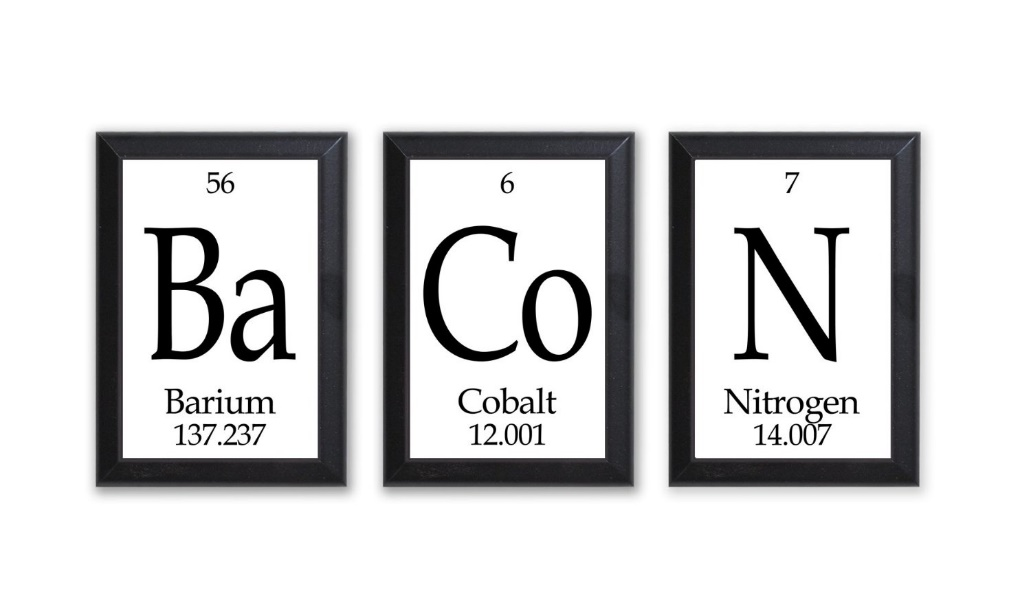 56
Ba
Barium
137.237
6
Co
Cobalt
12.001
7
N
Nitrogen
14.007